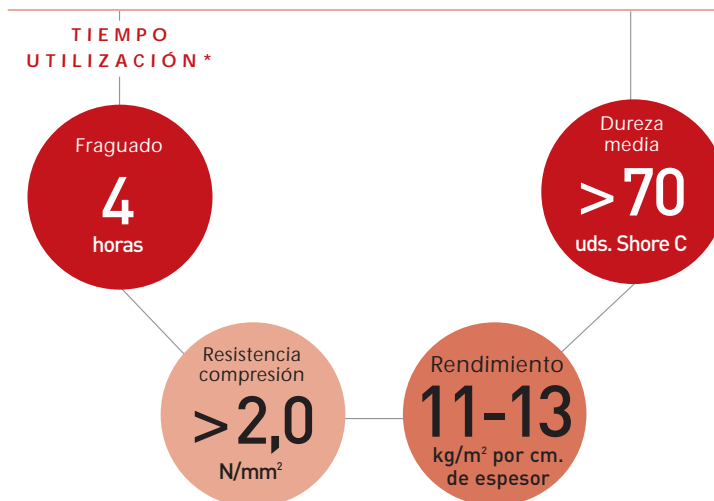 TIEMPO
UTILIZACIÓN*
Fraguado
4
horas
Dureza
media
>70
uds. Shore C
Resistencia
compresión
>2,0
N/mm²
Rendimiento
11-13
kg/m² por cm.
de espesor